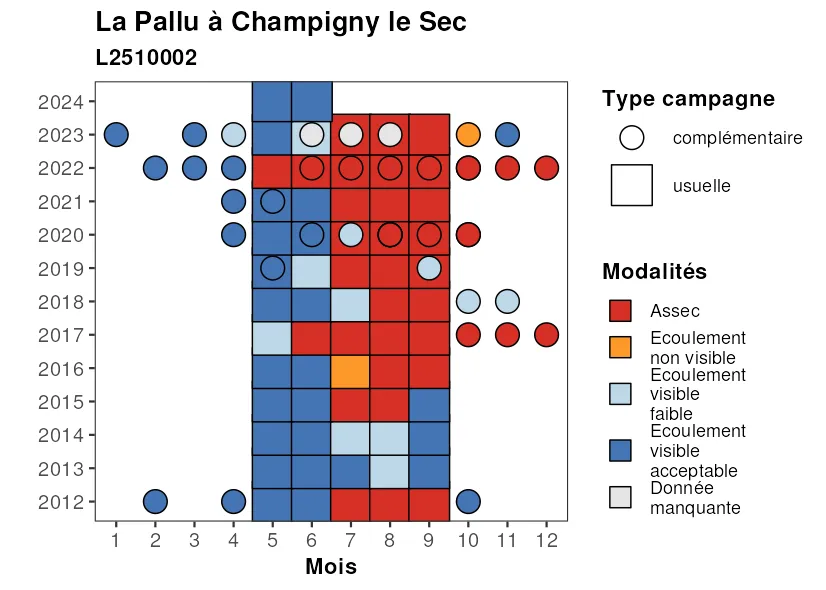 La Pallu à Champigny le Sec
L2510002
2024
2023
2022
2021
2020
2019
2018
2017
2016
2015
2014
2013
2012
1 2 3 4 5 6 7 8 9 10 11 12
Mois
Type campagne
complémentaire
usuelle
Modalités
Assec
Ecoulement
non visible
Ecoulement
visible
faible
Ecoulement
visible
acceptable
Donnée
manquante